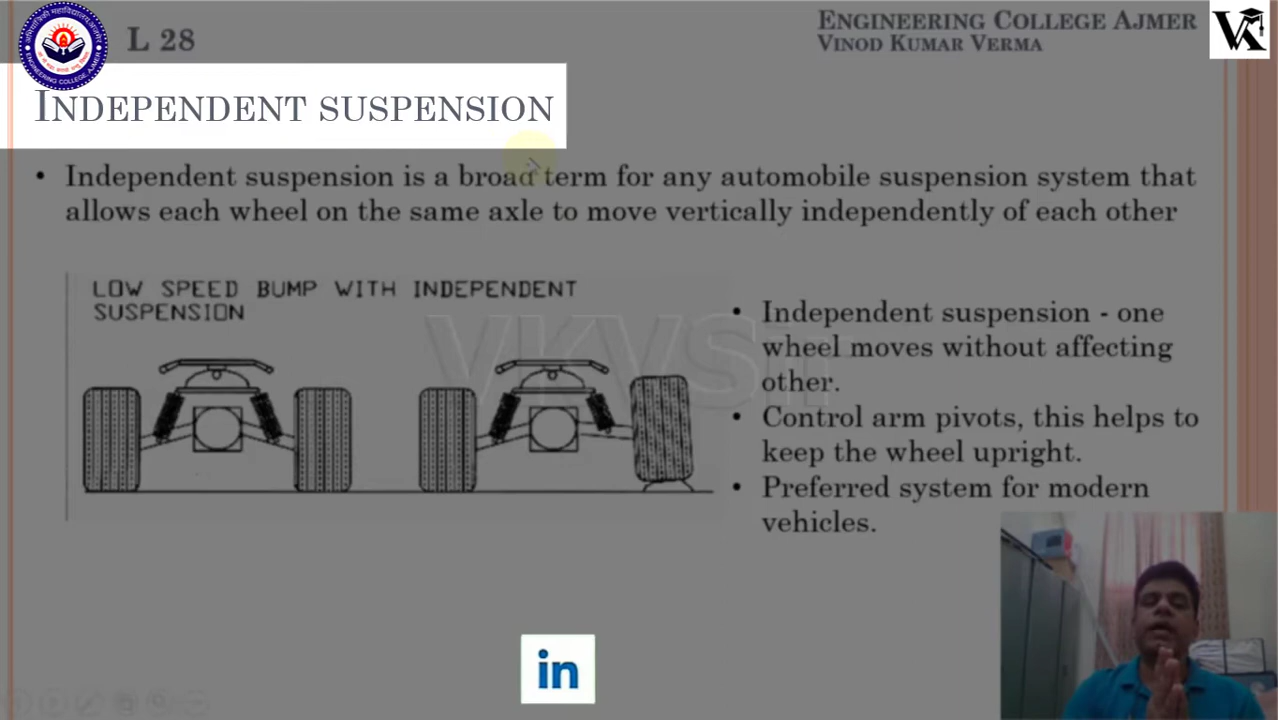 L 28
ENGINEERING COLLEGE AJMER
VINOD KUMAR VERMA
VK
INDEPENDENT SUSPENSION
• Independent suspension is a broad term for any automobile suspension system that
allows each wheel on the same axle to move vertically independently of each other
LOW SPEED BUMP WITH INDEPENDENT
SUSPENSION
• Independent suspension - one
wheel moves without affecting
other.
• Control arm pivots, this helps to
keep the wheel upright.
• Preferred system for modern
vehicles.
VKVSir
in